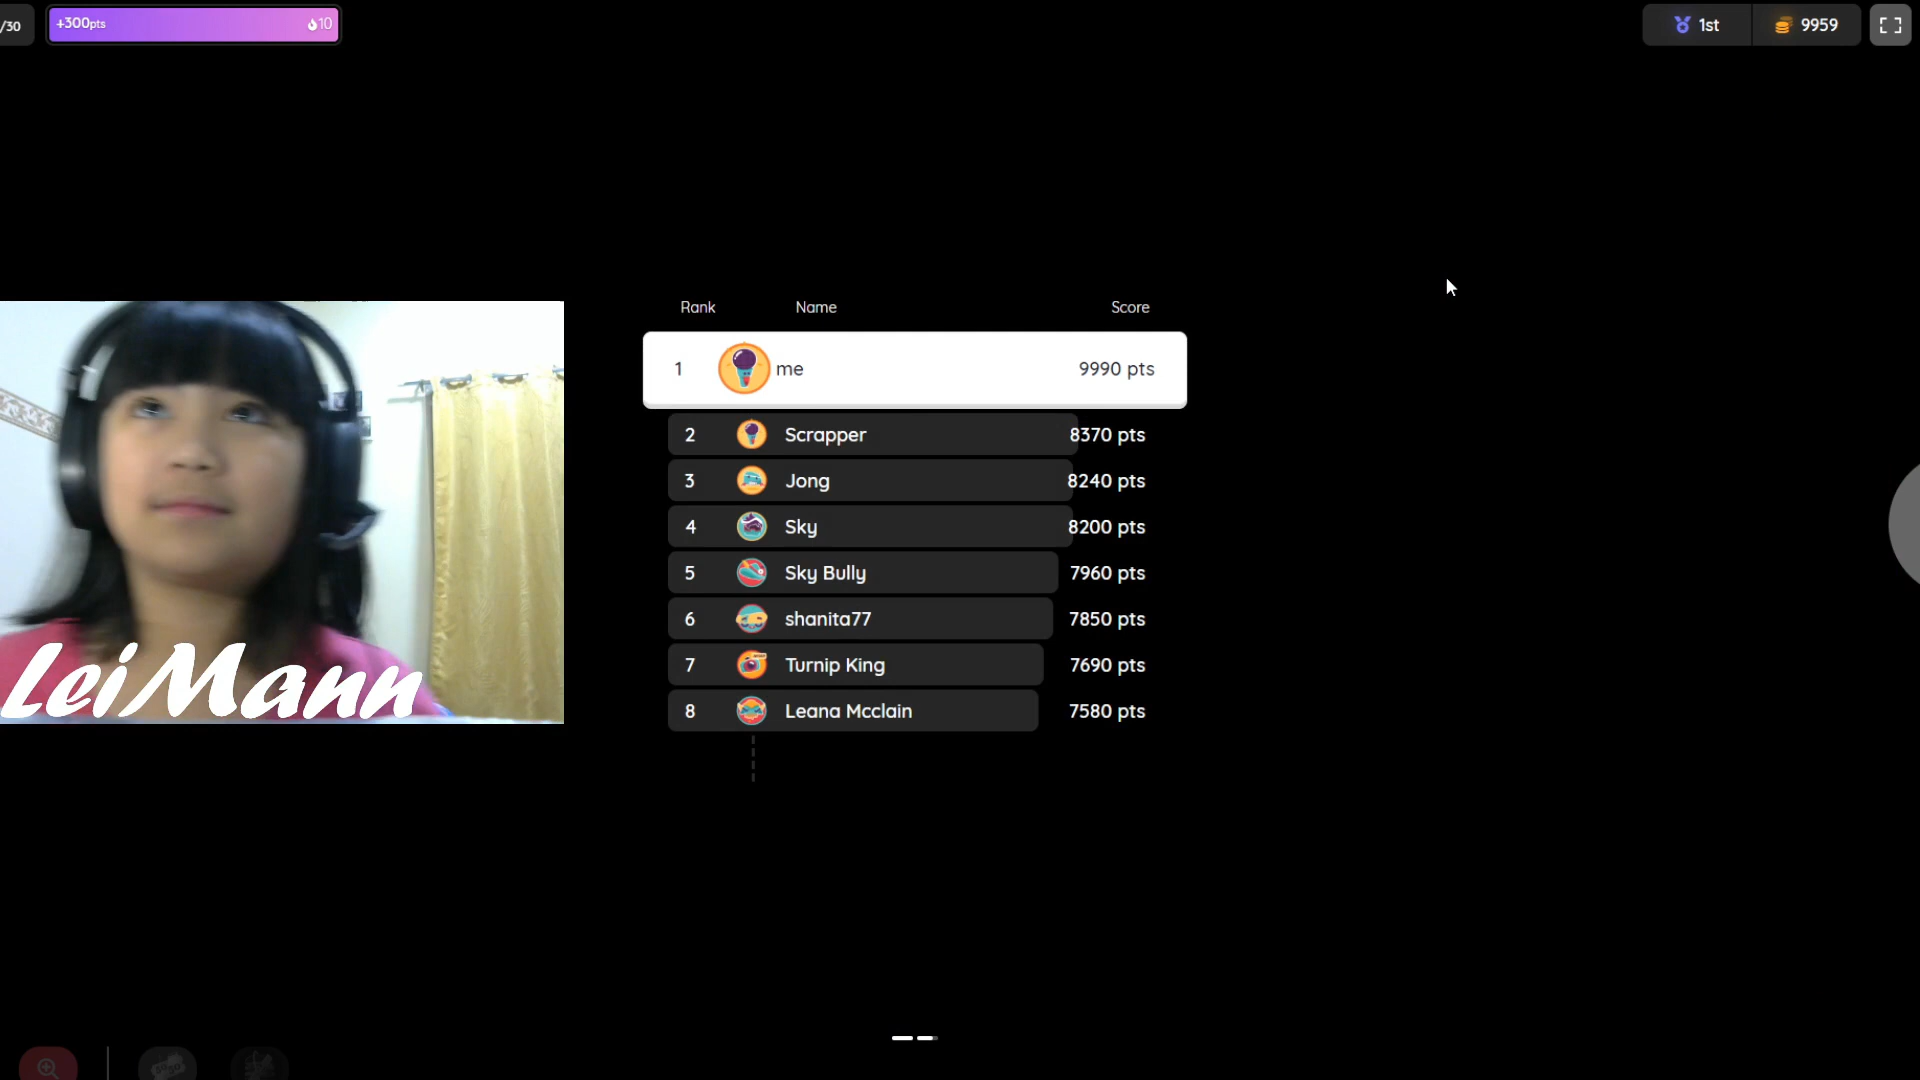 /30
+300pts
10
1st
9959
Rank Name Score
1 me 9990 pts
2 Scrapper 8370 pts
3 Jong 8240 pts
4 Sky 8200 pts
5 Sky Bully 7960 pts
6 shanita77 7850 pts
7 Turnip King 7690 pts
8 Leana Mcclain 7580 pts
LeiMann